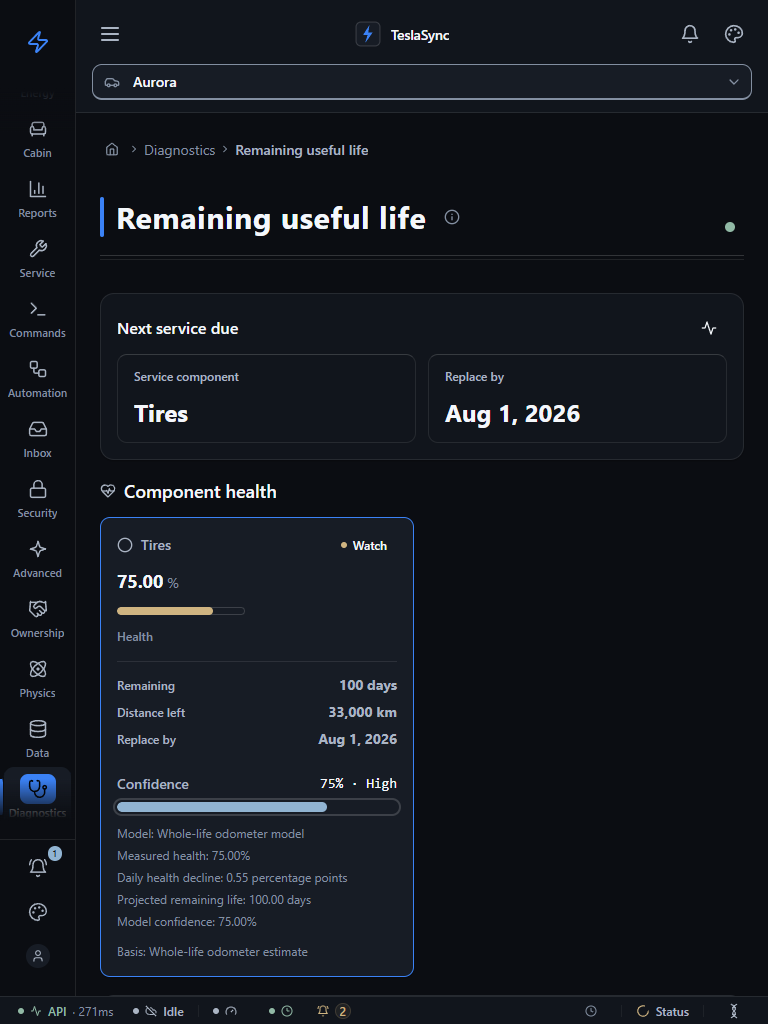 TeslaSync
Aurora
Energy
Cabin
Reports
Service
Commands
Automation
Inbox
Security
Advanced
Ownership
Physics
Data
Diagnostics
1
Diagnostics
Remaining useful life
Remaining useful life
Next service due
Service component
Tires
Replace by
Aug 1, 2026
Component health
Tires
Watch
75.00 %
Health
Remaining 100 days
Distance left 33,000 km
Replace by Aug 1, 2026
Confidence 75% · High
Model: Whole-life odometer model
Measured health: 75.00%
Daily health decline: 0.55 percentage points
Projected remaining life: 100.00 days
Model confidence: 75.00%
Basis: Whole-life odometer estimate
API · 271ms Idle 2 Status